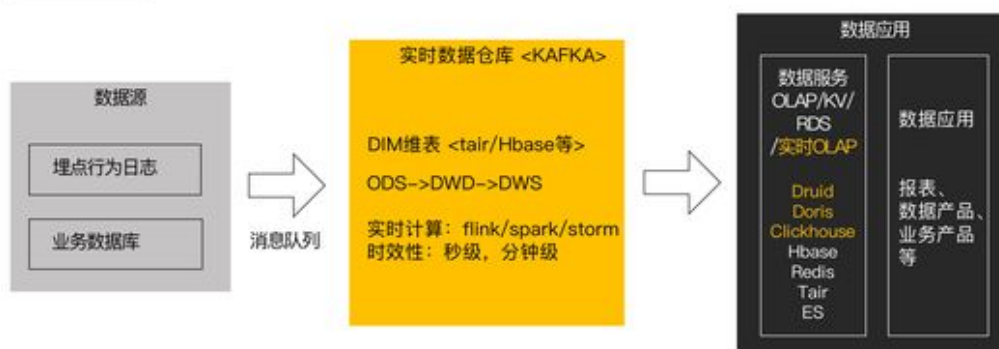 数据源
埋点行为日志
业务数据库
消息队列
实时数据仓库 <KAFKA>
DIM维表 <tair/Hbase等>
ODS->DWD->DWS
实时计算：flink/spark/storm
时效性：秒级，分钟级
数据应用
数据服务
OLAP/KV/
RDS
/实时OLAP
Druid
Doris
Clickhouse
Hbase
Redis
Tair
ES
数据应用
报表、
数据产品、
业务产品
等